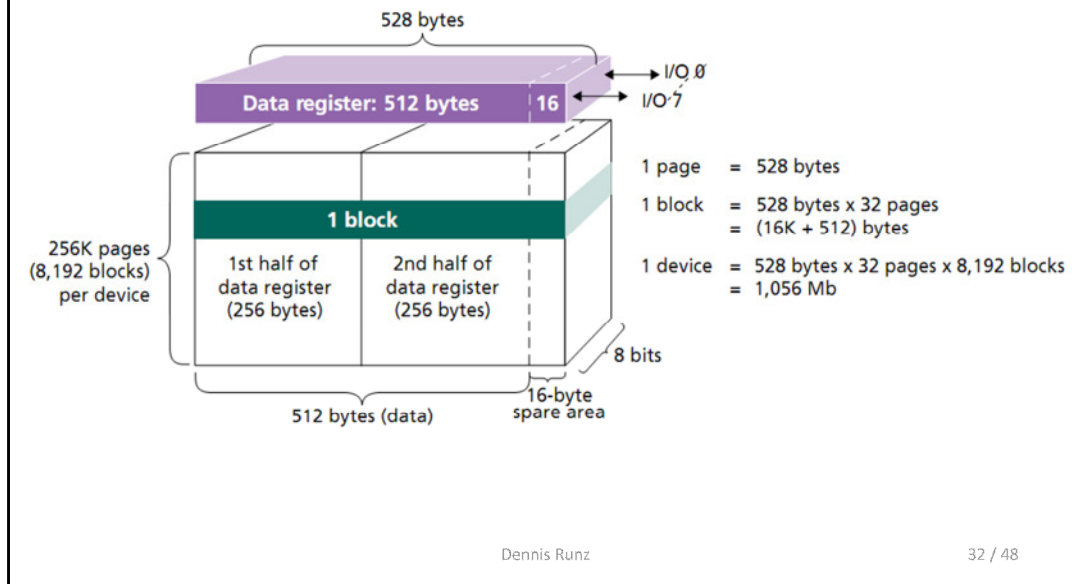 528 bytes
I/O 0
Data register: 512 bytes 16
I/O 7
1 page = 528 bytes
1 block = 528 bytes x 32 pages
= (16K + 512) bytes
1 block
256K pages
(8,192 blocks)
per device
1st half of
data register
(256 bytes)
2nd half of
data register
(256 bytes)
1 device = 528 bytes x 32 pages x 8,192 blocks
= 1,056 Mb
8 bits
16-byte
spare area
512 bytes (data)
Dennis Runz
32 / 48